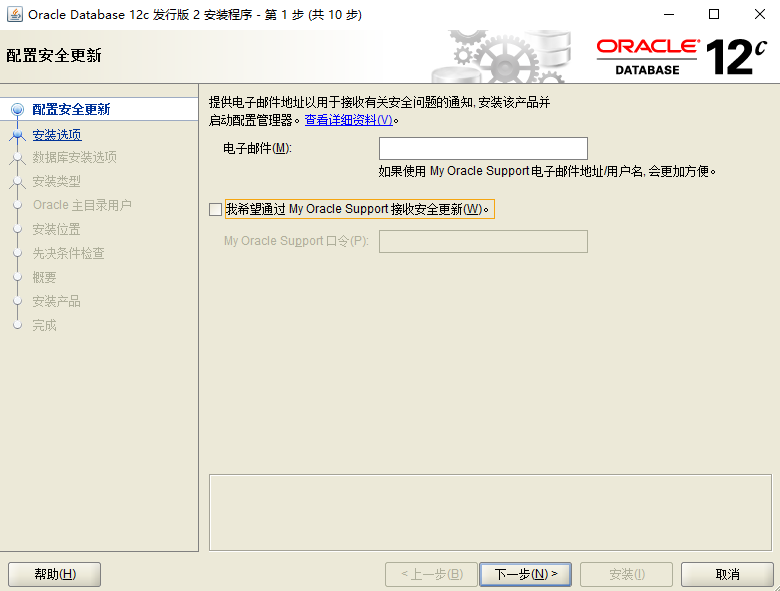 Oracle Database 12c 发行版 2 安装程序 - 第 1 步 (共 10 步)
配置安全更新
ORACLE®
DATABASE
12c
配置安全更新
安装选项
数据库安装选项
安装类型
Oracle 主目录用户
安装位置
先决条件检查
概要
安装产品
完成
提供电子邮件地址以用于接收有关安全问题的通知, 安装该产品并
启动配置管理器。查看详细资料(V)。
电子邮件(M):
如果使用 My Oracle Support 电子邮件地址/用户名, 会更加方便。
我希望通过 My Oracle Support 接收安全更新(W)。
My Oracle Support 口令(P):
帮助(H)
< 上一步(B)
下一步(N) >
安装(I)
取消